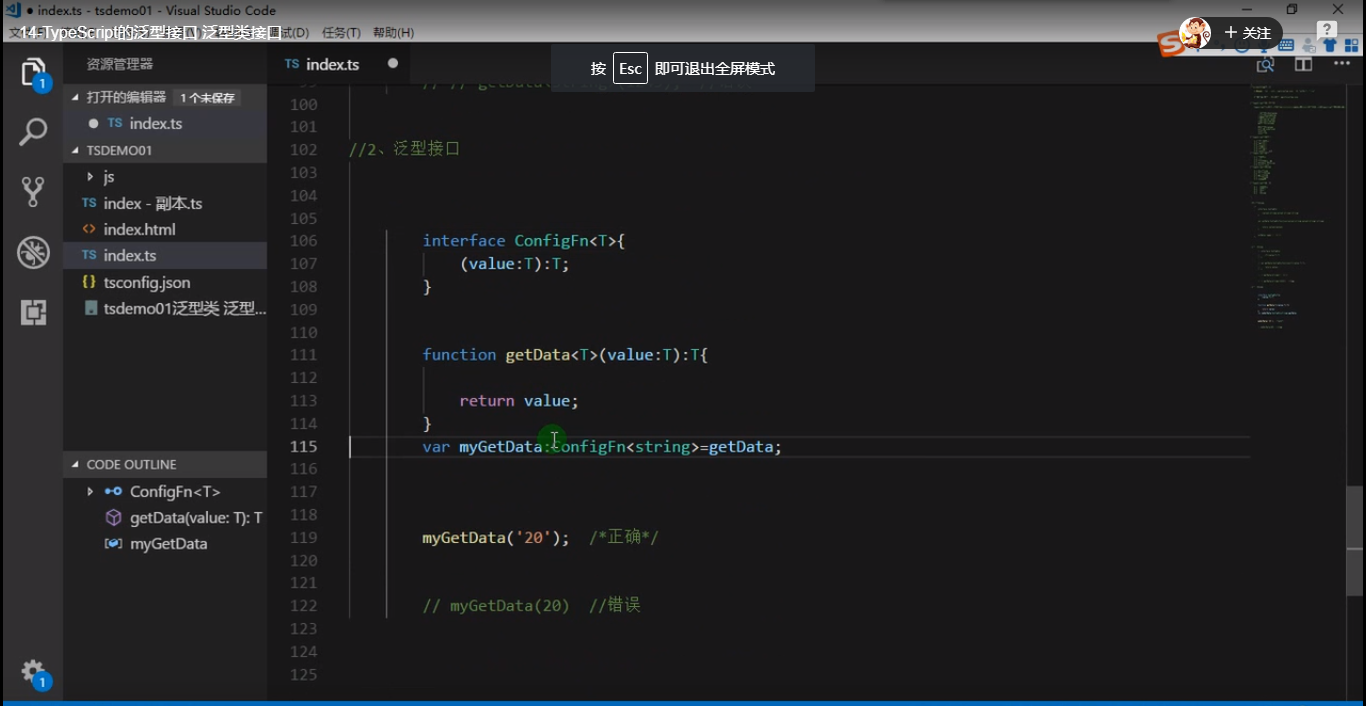 ● index.ts - tsdemo01 - Visual Studio Code
14-TypeScript的泛型接口 泛型类接口
任务(T) 帮助(H)
+ 关注
?
资源管理器
TS index.ts ●
按 Esc 即可退出全屏模式
打开的编辑器 1 个未保存
● TS index.ts
TSDEMO01
js
TS index - 副本.ts
<> index.html
TS index.ts
{} tsconfig.json
tsdemo01泛型类 泛型...
CODE OUTLINE
ConfigFn<T>
getData(value: T): T
myGetData
1
1
100
101
102 //2、泛型接口
103
104
105
106 interface ConfigFn<T>{
107 (value:T):T;
108 }
109
110
111 function getData<T>(value:T):T{
112
113 return value;
114 }
115 var myGetData:ConfigFn<string>=getData;
116
117
118
119 myGetData('20'); /*正确*/
120
121
122 // myGetData(20) //错误
123
124
125